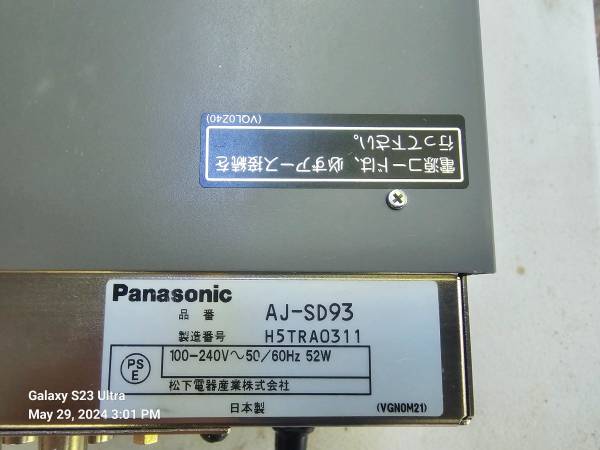 電源コードは、必ずアース接続を
行って下さい。
(VQL0Z40)
Panasonic
品番 AJ-SD93
製造番号 H5TRA0311
100-240V～50/60Hz 52W
PS
E
松下電器産業株式会社
日本製 (VGN0M21)
Galaxy S23 Ultra
May 29, 2024 3:01 PM